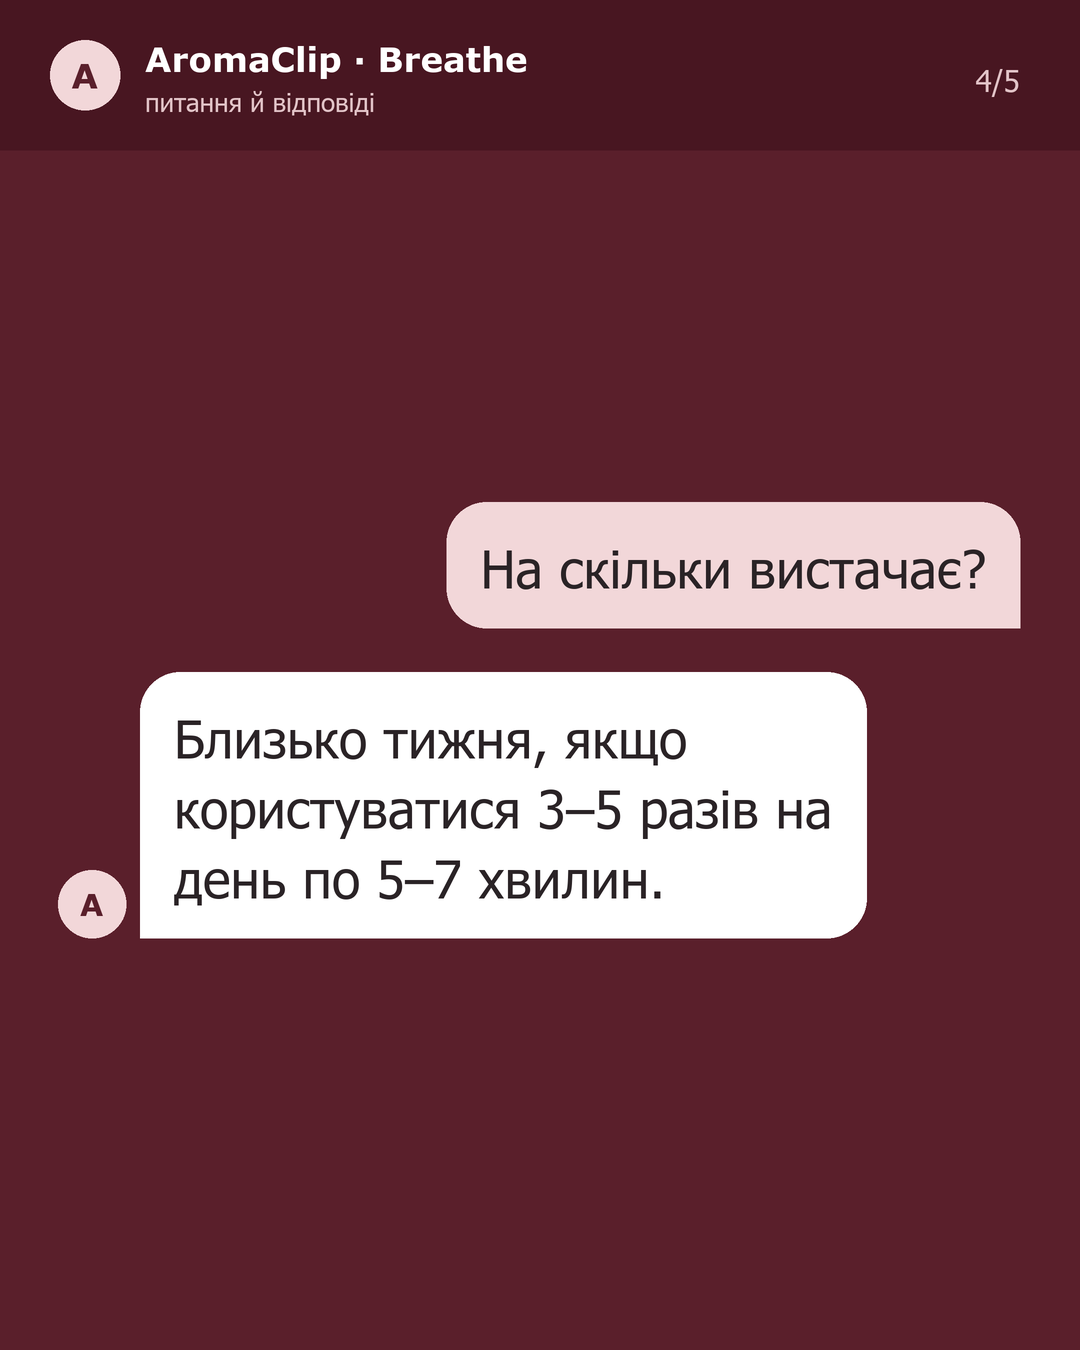 A
AromaClip · Breathe
питання й відповіді
4/5
На скільки вистачає?
Близько тижня, якщо
користуватися 3–5 разів на
день по 5–7 хвилин.
A